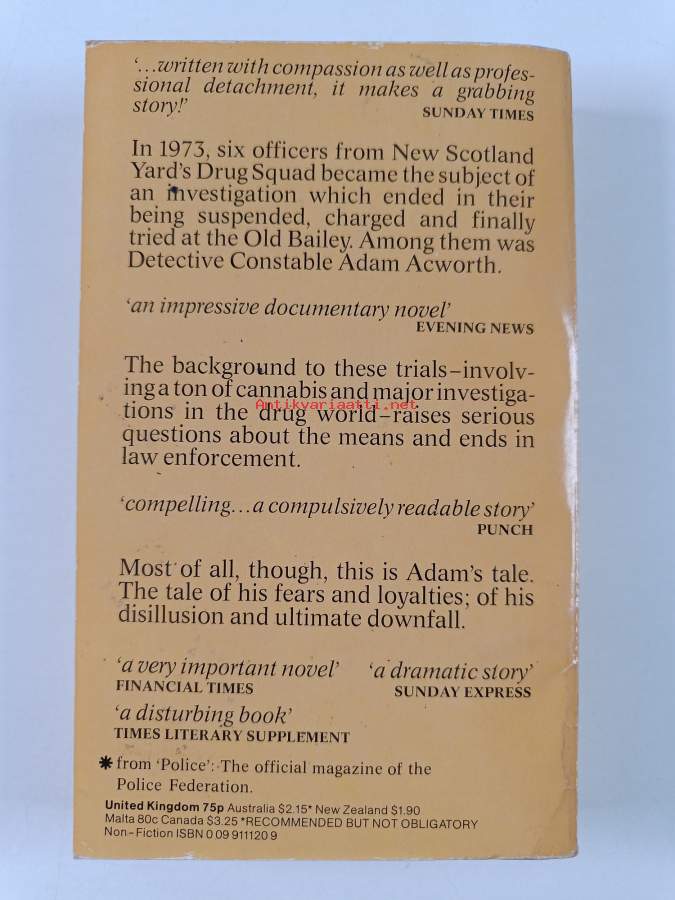 ‘...written with compassion as well as profes-
sional detachment, it makes a grabbing
story!’
SUNDAY TIMES
In 1973, six officers from New Scotland
Yard’s Drug Squad became the subject of
an investigation which ended in their
being suspended, charged and finally
tried at the Old Bailey. Among them was
Detective Constable Adam Acworth.
‘an impressive documentary novel’
EVENING NEWS
The background to these trials–involv-
ing a ton of cannabis and major investiga-
Antikvariaatti.net
tions in the drug world–raises serious
questions about the means and ends in
law enforcement.
‘compelling...a compulsively readable story’
PUNCH
Most of all, though, this is Adam’s tale.
The tale of his fears and loyalties; of his
disillusion and ultimate downfall.
‘a very important novel’ ‘a dramatic story’
FINANCIAL TIMES SUNDAY EXPRESS
‘a disturbing book’
TIMES LITERARY SUPPLEMENT
* from ‘Police’: The official magazine of the
Police Federation.
United Kingdom 75p Australia $2.15* New Zealand $1.90
Malta 80c Canada $3.25 *RECOMMENDED BUT NOT OBLIGATORY
Non–Fiction ISBN 0 09 911120 9